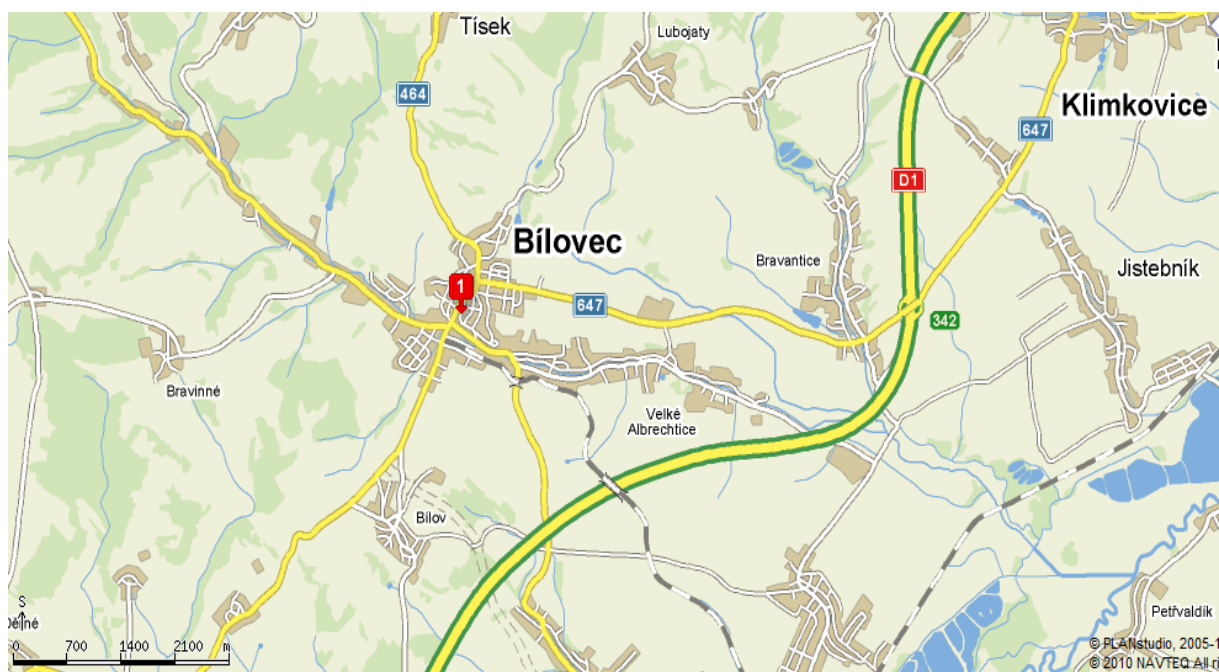 Tísek
Lubojaty
464
Klimkovice
647
D1
Bílovec
Bravantice
Jistebník
1
647
342
Bravinné
Velké
Albrechtice
Bílov
Petřvaldík
S
0 700 1400 2100 m
© PLANstudio, 2005-1
© 2010 NAVTEQ All r